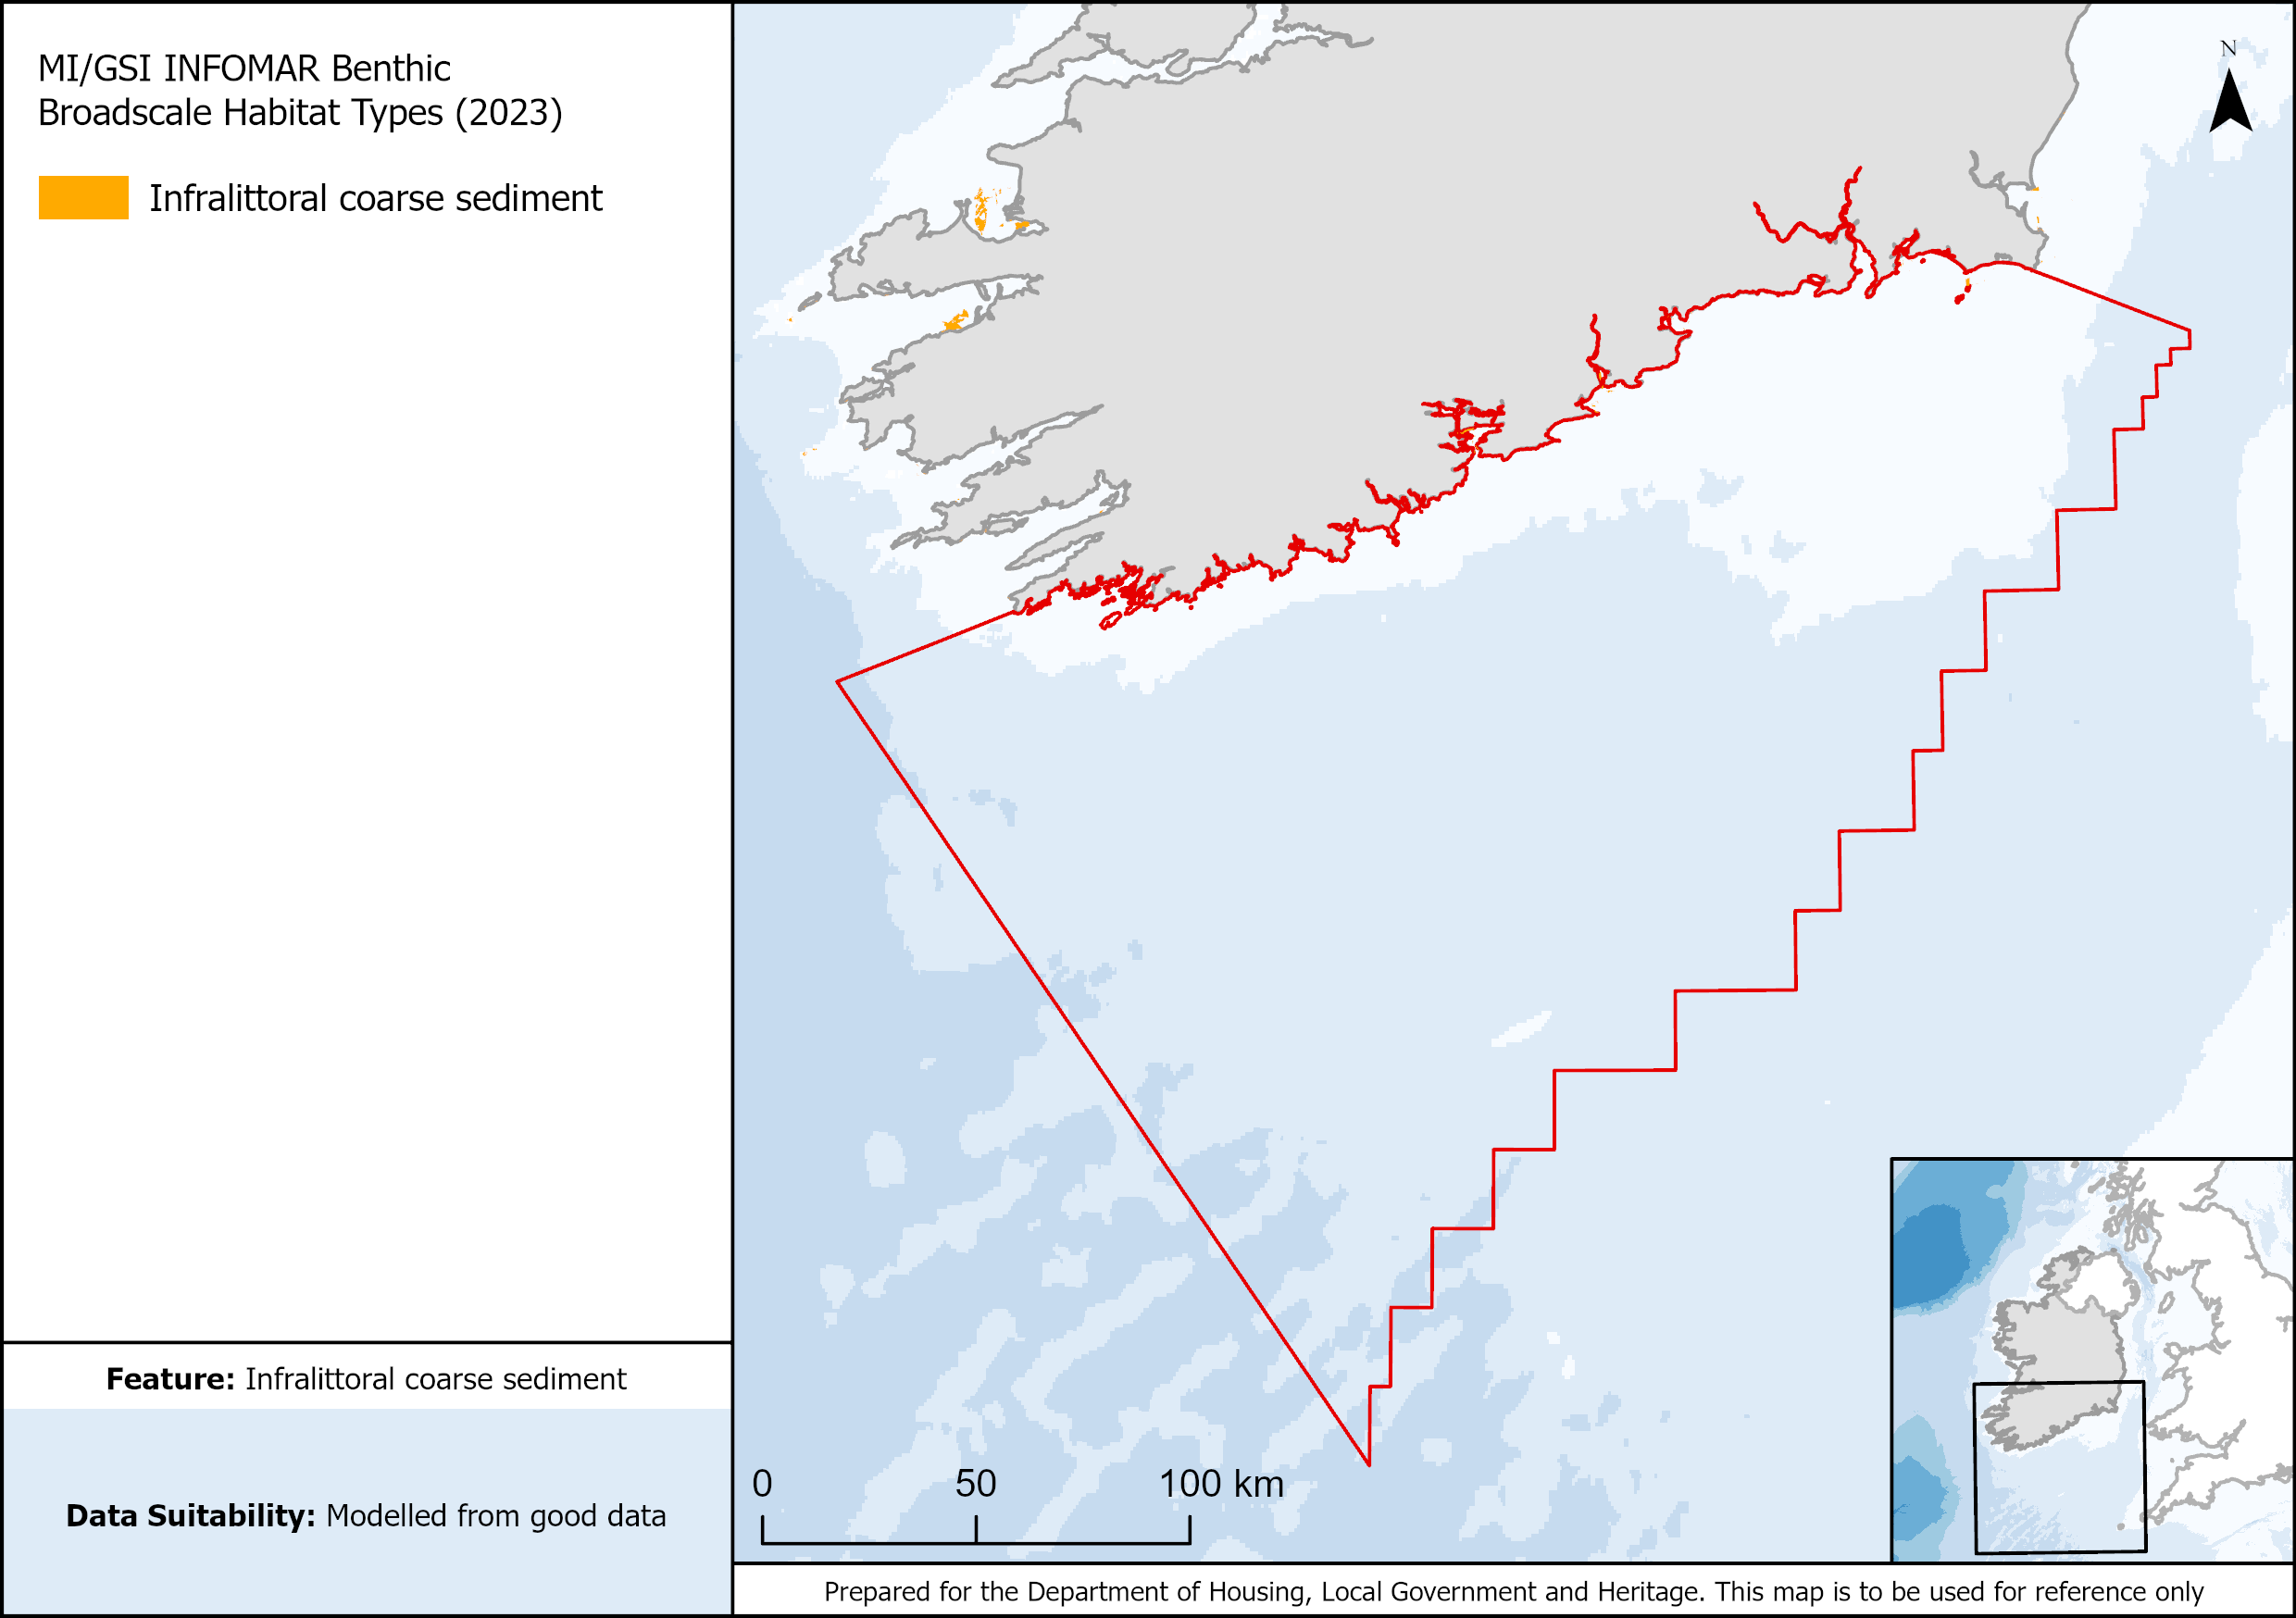 MI/GSI INFOMAR Benthic
Broadscale Habitat Types (2023)
Infralittoral coarse sediment
Feature: Infralittoral coarse sediment
Data Suitability: Modelled from good data
N
0 50 100 km
Prepared for the Department of Housing, Local Government and Heritage. This map is to be used for reference only